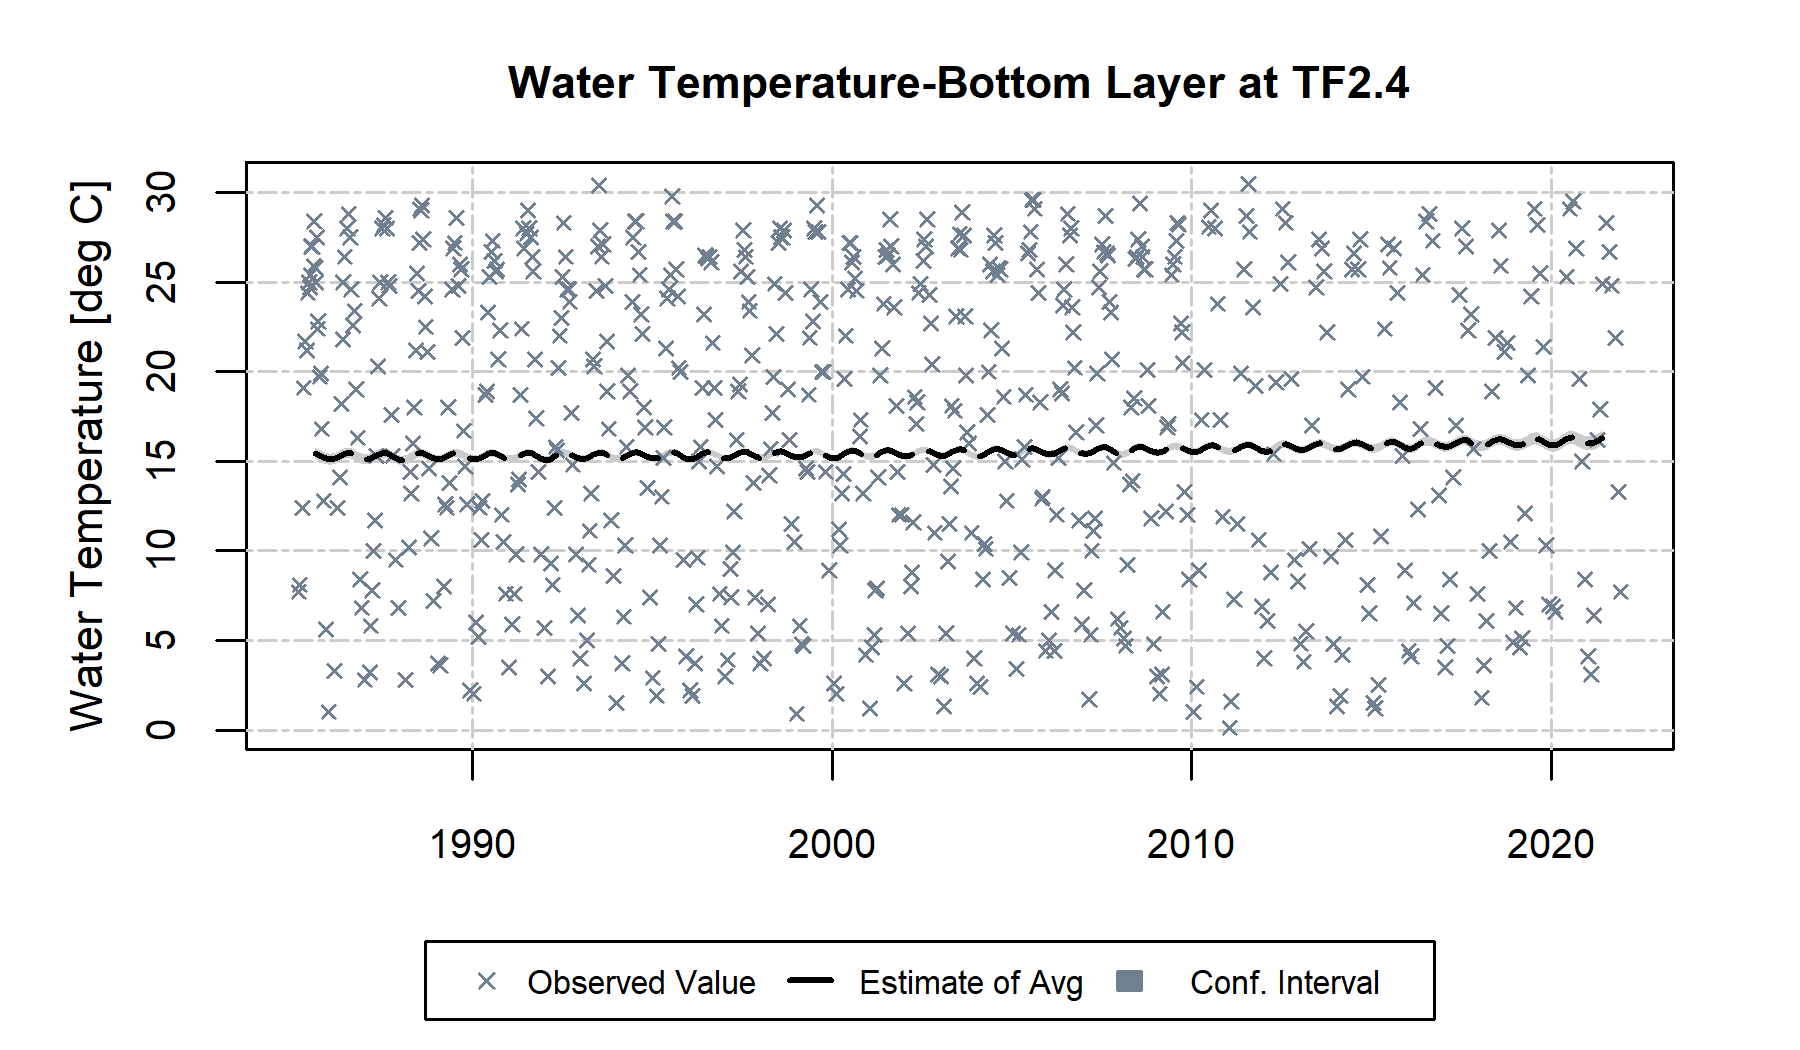 Water Temperature-Bottom Layer at TF2.4
Water Temperature [deg C]
30
25
20
15
10
5
0
1990 2000 2010 2020
Observed Value Estimate of Avg Conf. Interval